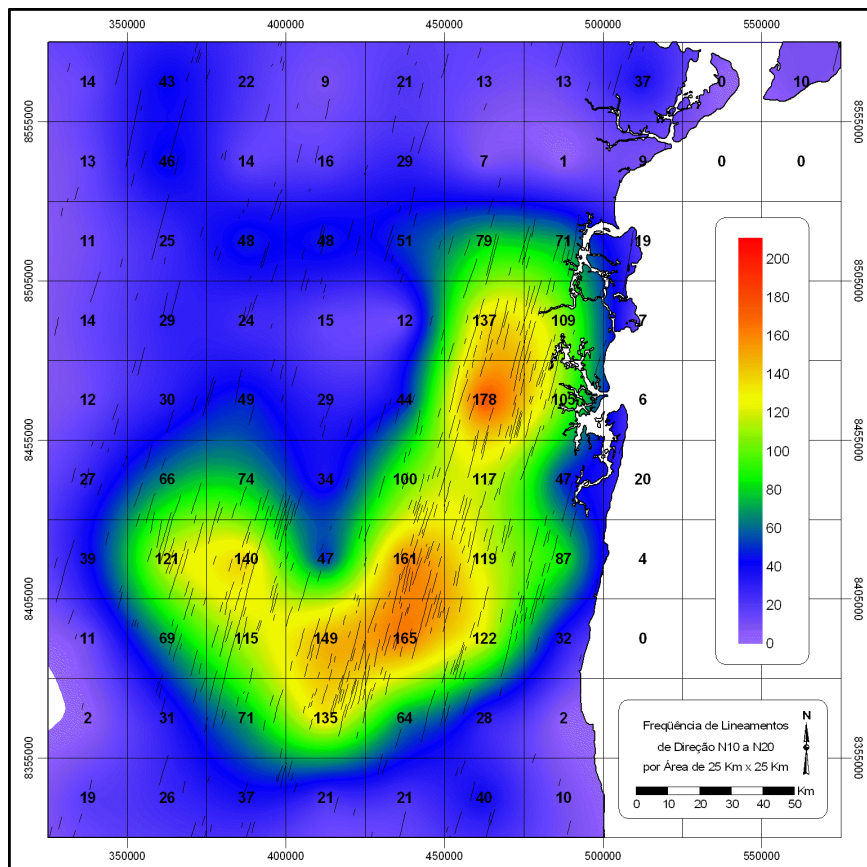 350000 400000 450000 500000 550000
14 43 22 9 21 13 13 37 0 10
8555000 8555000
13 46 14 16 29 7 1 9 0 0
11 25 48 48 51 79 71 19
8505000 8505000
200
14 29 24 15 12 137 109 7
180
160
140
12 30 49 29 44 178 105 6
120
8455000 8455000
100
27 66 74 34 100 117 47 20
80
60
39 121 140 47 161 119 87 4
40
20
8405000 8405000
11 69 115 149 165 122 32 0
0
2 31 71 135 64 28 2
Freqüência de Lineamentos N
de Direção N10 a N20
8355000 8355000
por Área de 25 Km x 25 Km
19 26 37 21 21 40 10
Km
0 10 20 30 40 50
350000 400000 450000 500000 550000